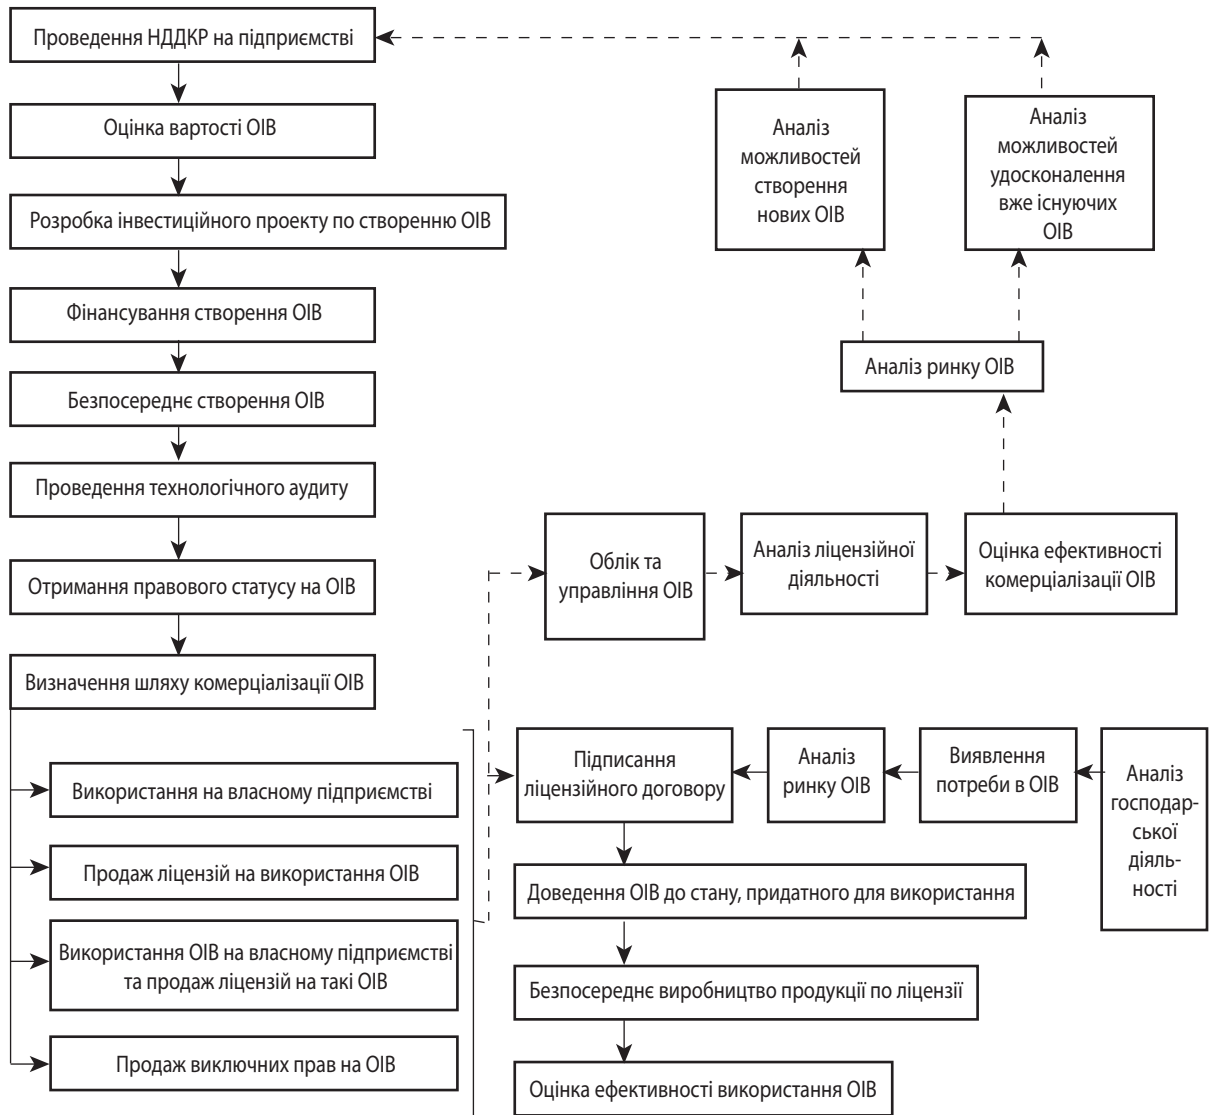 Проведення НДДКР на підприємстві
Оцінка вартості ОІВ
Розробка інвестиційного проекту по створенню ОІВ
Фінансування створення ОІВ
Безпосереднє створення ОІВ
Проведення технологічного аудиту
Отримання правового статусу на ОІВ
Визначення шляху комерціалізації ОІВ
Використання на власному підприємстві
Продаж ліцензій на використання ОІВ
Використання ОІВ на власному підприємстві
та продаж ліцензій на такі ОІВ
Продаж виключних прав на ОІВ
Аналіз
можливостей
створення
нових ОІВ
Аналіз
можливостей
удосконалення
вже існуючих
ОІВ
Аналіз ринку ОІВ
Облік та
управління ОІВ
Аналіз ліцензійної
діяльності
Оцінка ефективності
комерціалізації ОІВ
Підписання
ліцензійного договору
Аналіз
ринку ОІВ
Виявлення
потреби в ОІВ
Аналіз
господар-
ської
діяль-
ності
Доведення ОІВ до стану, придатного для використання
Безпосереднє виробництво продукції по ліцензії
Оцінка ефективності використання ОІВ